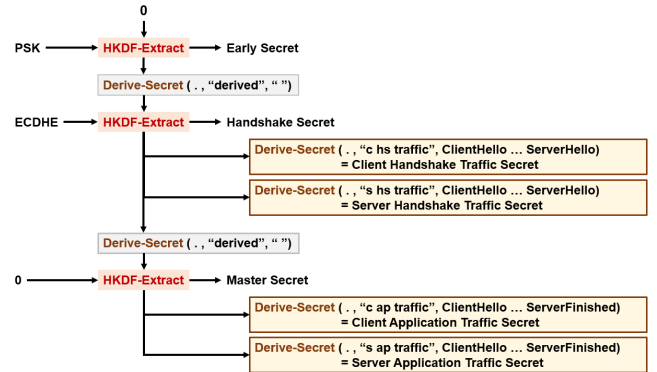 0
PSK HKDF-Extract Early Secret
Derive-Secret ( . , “derived”, “ ”)
ECDHE HKDF-Extract Handshake Secret
Derive-Secret ( . , “c hs traffic”, ClientHello … ServerHello)
= Client Handshake Traffic Secret
Derive-Secret ( . , “s hs traffic”, ClientHello … ServerHello)
= Server Handshake Traffic Secret
Derive-Secret ( . , “derived”, “ ”)
0 HKDF-Extract Master Secret
Derive-Secret ( . , “c ap traffic”, ClientHello … ServerFinished)
= Client Application Traffic Secret
Derive-Secret ( . , “s ap traffic”, ClientHello … ServerFinished)
= Server Application Traffic Secret